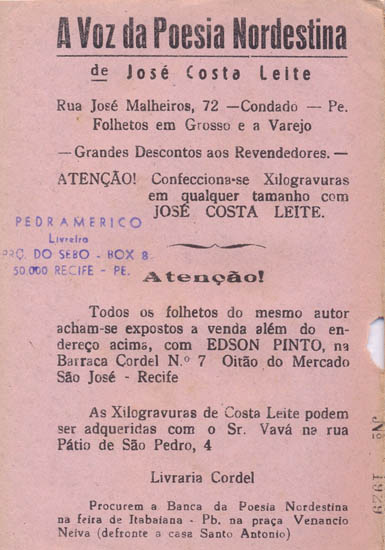 A Voz da Poesia Nordestina
de José Costa Leite
Rua José Malheiros, 72 — Condado — Pe.
Folhetos em Grosso e a Varejo
— Grandes Descontos aos Revendedores. —
ATENÇÃO! Confecciona-se Xilogravuras
em qualquer tamanho com
JOSÉ COSTA LEITE.
PEDRAMERICO
Livreiro
PRÇ. DO SEBO - BOX 8
50.000 RECIFE - PE.
Atenção!
Todos os folhetos do mesmo autor
acham-se expostos a venda além do en-
dereço acima, com EDSON PINTO, na
Barraca Cordel N.º 7 Oitão do Mercado
São José - Recife
As Xilogravuras de Costa Leite podem
ser adqueridas com o Sr. Vavá na rua
Pátio de São Pedro, 4
Livraria Cordel
Procurem a Banca da Poesia Nordestina
na feira de Itabaiana - Pb. na praça Venancio
Neiva (defronte a casa Santo Antonio)
Nº 1929